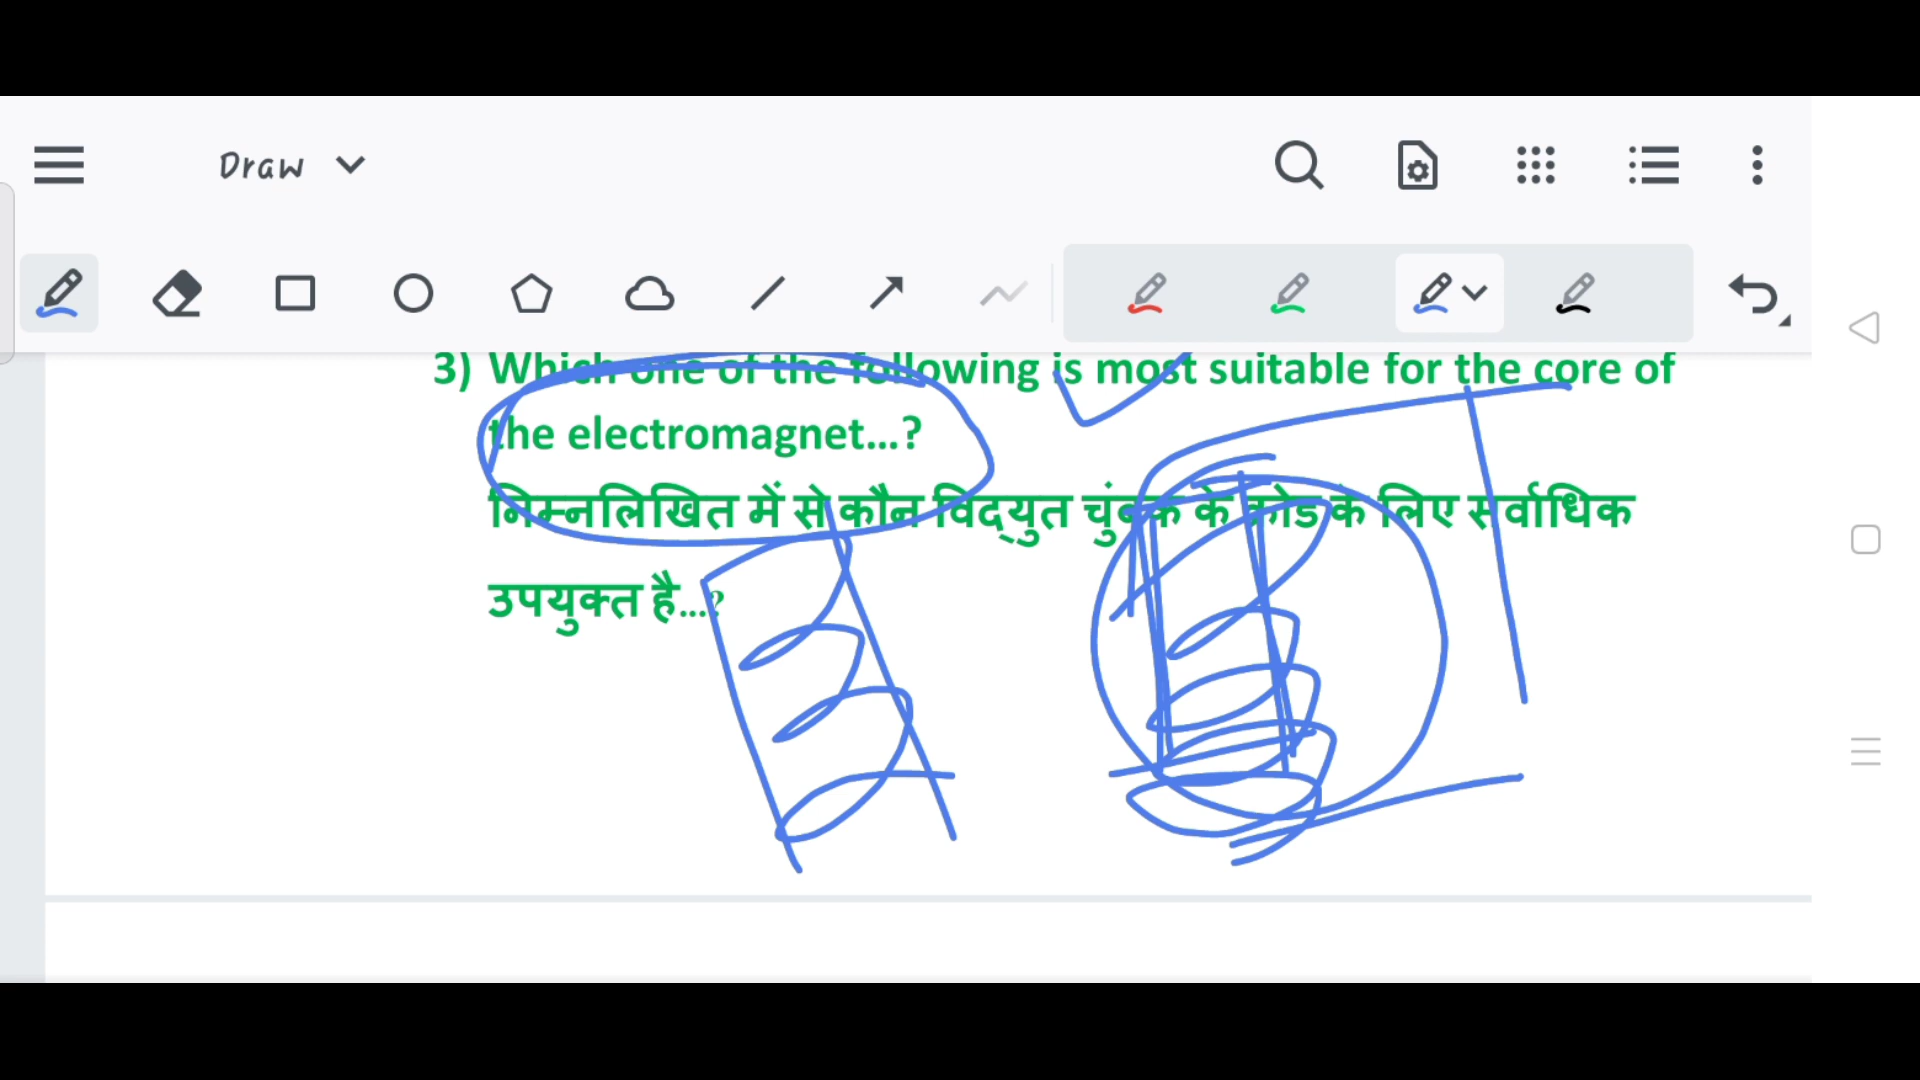 Draw
3) Which one of the following is most suitable for the core of
the electromagnet...?
निम्नलिखित में से कौन विद्युत चुंबक के कोड के लिए सर्वाधिक
उपयुक्त है...?